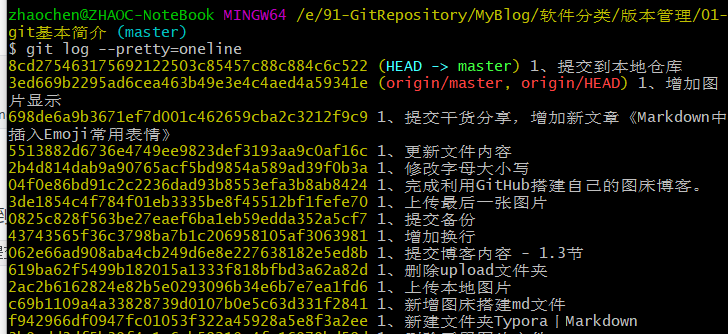 zhaochen@ZHAOC-NoteBook MINGW64 /e/91-GitRepository/MyBlog/软件分类/版本管理/01-
git基本简介 (master)
$ git log --pretty=oneline
8cd275463175692122503c85457c88c884c6c522 (HEAD -> master) 1、提交到本地仓库
3ed669b2295ad6cea463b49e3e4c4aed4a59341e (origin/master, origin/HEAD) 1、增加图
片显示
698de6a9b3671ef7d001c462659cba2c3212f9c9 1、提交干货分享，增加新文章《Markdown中
插入Emoji常用表情》
5513882d6736e4749ee9823def3193aa9c0af16c 1、更新文件内容
2b4d814dab9a90765acf5bd9854a589ad39f0b3a 1、修改字母大小写
04f0e86bd91c2c2236dad93b8553efa3b8ab8424 1、完成利用GitHub搭建自己的图床博客。
3de1854c4f784f01eb3335be8f45512bf1fefe70 1、上传最后一张图片
0825c828f563be27eaef6ba1eb59edda352a5cf7 1、提交备份
43743565f36c3798ba7b1c206958105af3063981 1、增加换行
062e66ad908aba4cb249d6e8e227638182e5ed8b 1、提交博客内容 - 1.3节
619ba62f5499b182015a1333f818bfbd3a62a82d 1、删除upload文件夹
2ac2b6162824e82b5e0293096b34e6b7e7ea1fd6 1、上传本地图片
c69b1109a4a33828739d0107b0e5c63d331f2841 1、新增图床搭建md文件
f942966df0947fc01053f322a45928a5e8f3a2ee 1、新建文件夹Typora丨Markdown